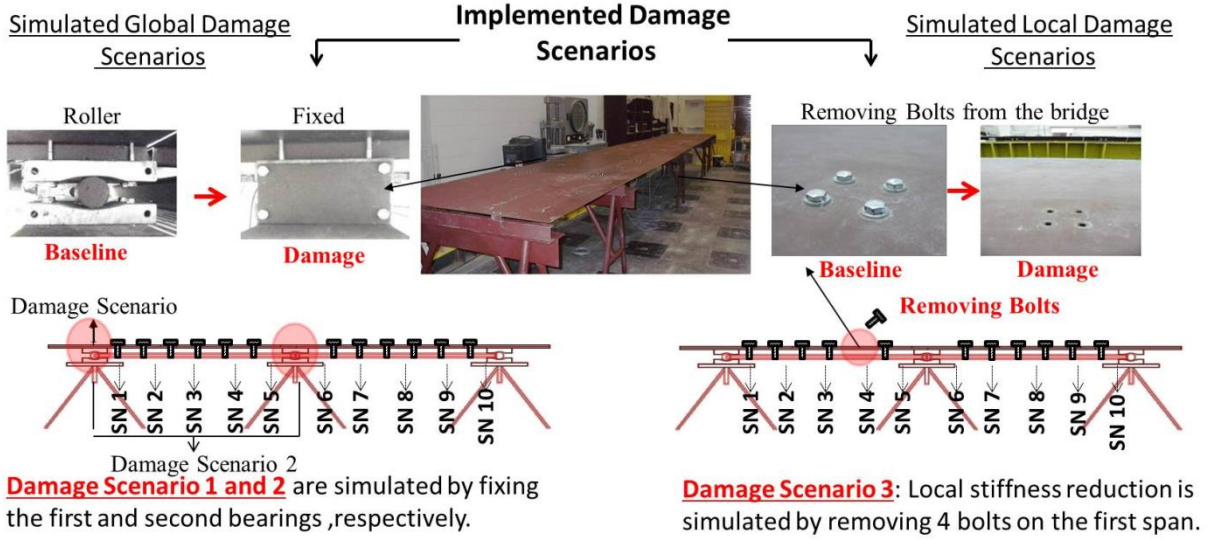 Implemented Damage
Scenarios
Simulated Global Damage
Scenarios
Simulated Local Damage
Scenarios
Roller
Fixed
Removing Bolts from the bridge
Baseline
Damage
Baseline
Damage
Removing Bolts
Damage Scenario
SN 1
SN 2
SN 3
SN 4
SN 5
SN 6
SN 7
SN 8
SN 9
SN 10
Damage Scenario 2
SN 1
SN 2
SN 3
SN 4
SN 5
SN 6
SN 7
SN 8
SN 9
SN 10
Damage Scenario 1 and 2 are simulated by fixing
the first and second bearings ,respectively.
Damage Scenario 3: Local stiffness reduction is
simulated by removing 4 bolts on the first span.